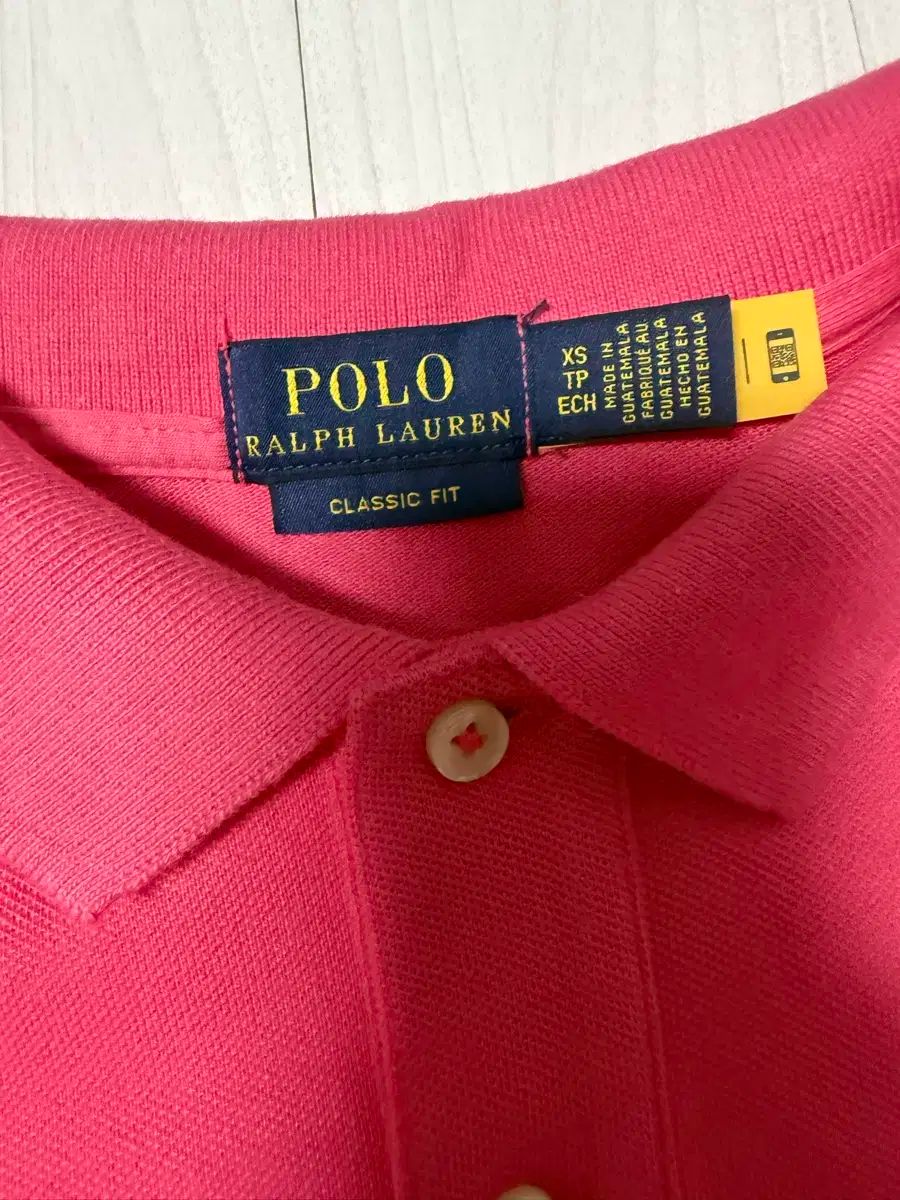 POLO
RALPH LAUREN
CLASSIC FIT
XS
TP
ECH
MADE IN
GUATEMALA
FABRIQUÉ AU
GUATEMALA
HECHO EN
GUATEMALA